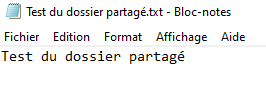 Test du dossier partagé.txt - Bloc-notes
Fichier Edition Format Affichage Aide
Test du dossier partagé